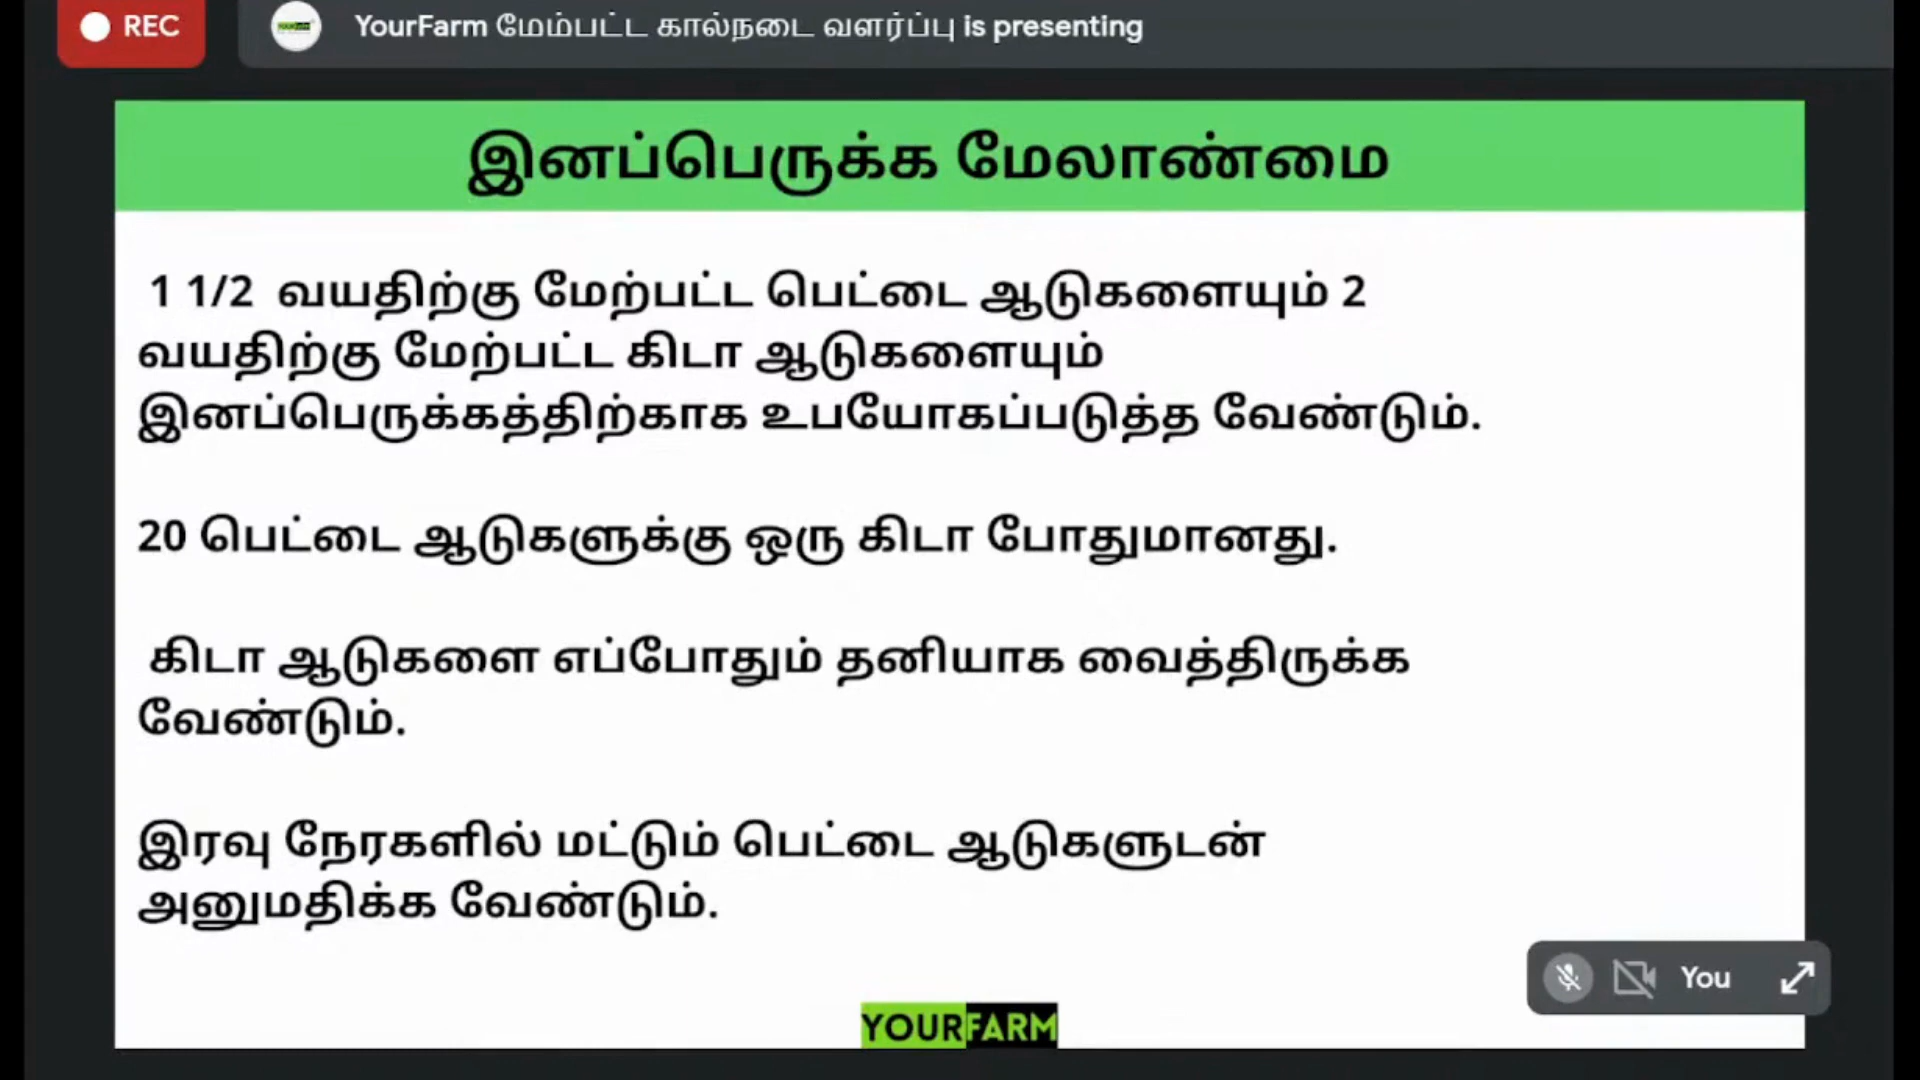 REC
YourFarm மேம்பட்ட கால்நடை வளர்ப்பு is presenting
இனப்பெருக்க மேலாண்மை
1 1/2 வயதிற்கு மேற்பட்ட பெட்டை ஆடுகளையும் 2
வயதிற்கு மேற்பட்ட கிடா ஆடுகளையும்
இனப்பெருக்கத்திற்காக உபயோகப்படுத்த வேண்டும்.
20 பெட்டை ஆடுகளுக்கு ஒரு கிடா போதுமானது.
கிடா ஆடுகளை எப்போதும் தனியாக வைத்திருக்க
வேண்டும்.
இரவு நேரகளில் மட்டும் பெட்டை ஆடுகளுடன்
அனுமதிக்க வேண்டும்.
You
YOURFARM